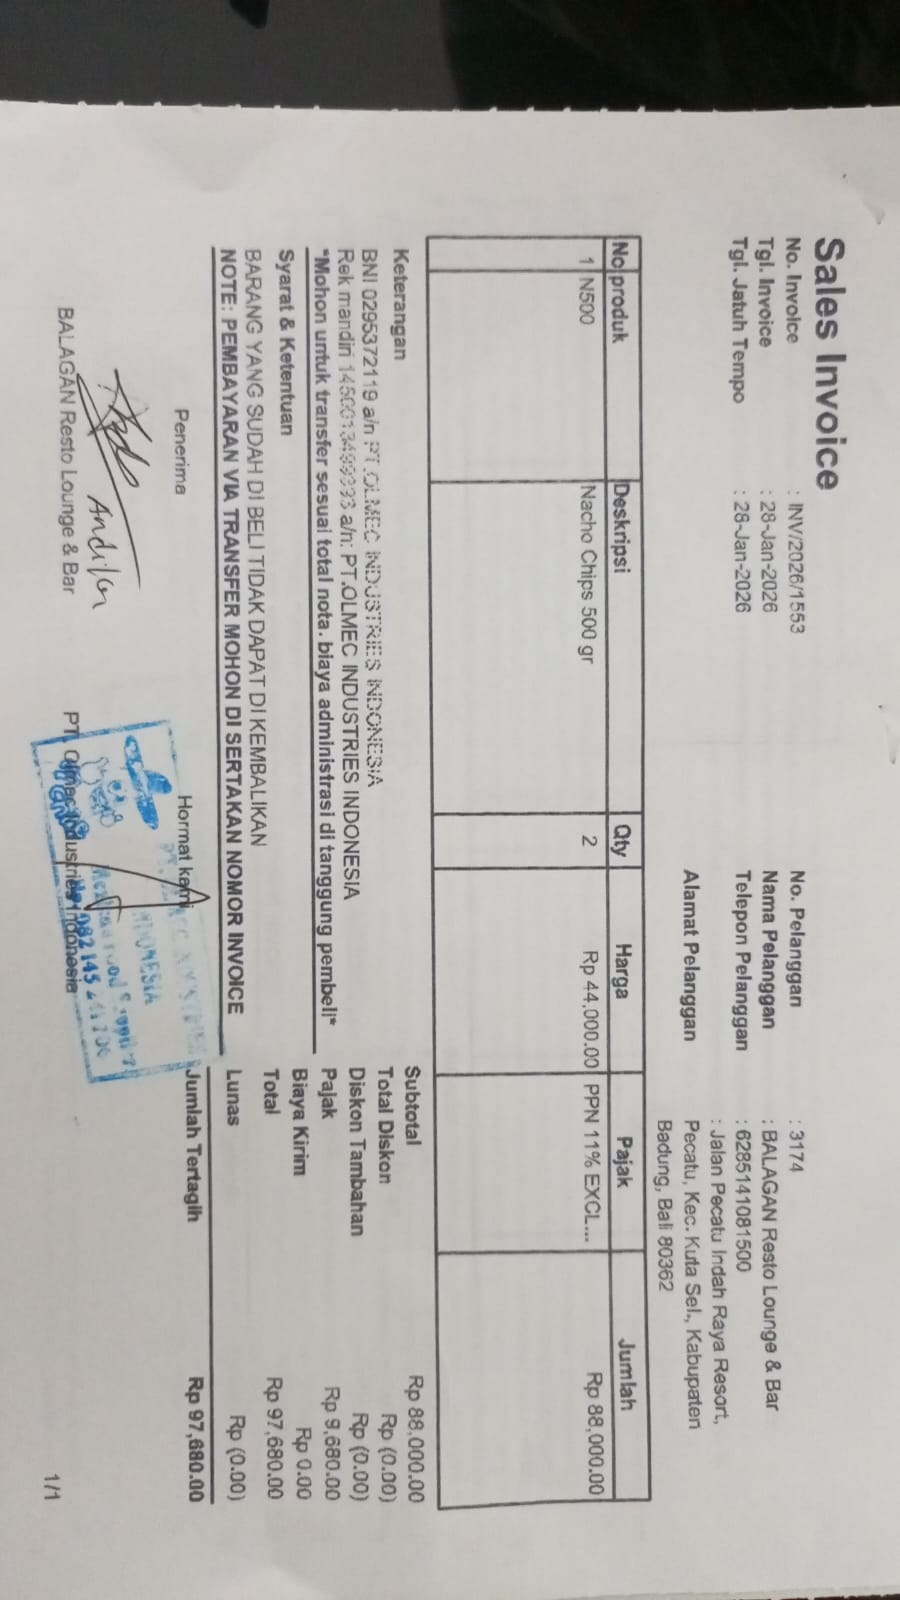 Sales Invoice
No. Invoice : INV/2026/1553
Tgl. Invoice : 28-Jan-2026
Tgl. Jatuh Tempo : 28-Jan-2026
No. Pelanggan : 3174
Nama Pelanggan : BALAGAN Resto Lounge & Bar
Telepon Pelanggan : 6285141081500
Alamat Pelanggan : Jalan Pecatu Indah Raya Resort,
Pecatu, Kec. Kuta Sel., Kabupaten
Badung, Bali 80362
No produk Deskripsi Qty Harga Pajak Jumlah
1 N500 Nacho Chips 500 gr 2 Rp 44,000.00 PPN 11% EXCL... Rp 88,000.00
Keterangan
BNI 0295372119 a/n PT.OLMEC INDUSTRIES INDONESIA
Rek mandiri a/n: PT.OLMEC INDUSTRIES INDONESIA
*Mohon untuk transfer sesuai total nota. biaya administrasi di tanggung pembeli*
Syarat & Ketentuan
BARANG YANG SUDAH DI BELI TIDAK DAPAT DI KEMBALIKAN
NOTE: PEMBAYARAN VIA TRANSFER MOHON DI SERTAKAN NOMOR INVOICE
Subtotal Rp 88,000.00
Total Diskon Rp (0.00)
Diskon Tambahan Rp (0.00)
Pajak Rp 9,680.00
Biaya Kirim Rp 0.00
Total Rp 97,680.00
Lunas Rp (0.00)
Jumlah Tertagih Rp 97,680.00
Penerima
BALAGAN Resto Lounge & Bar
Hormat kami
INDONESIA
PT. Olmec Industries Indonesia
1/1